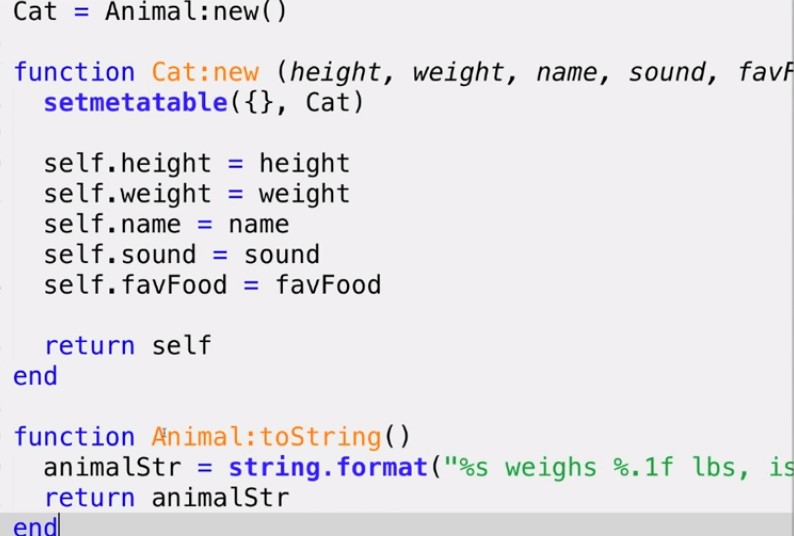 Cat = Animal:new()
function Cat:new (height, weight, name, sound, favF
setmetatable({}, Cat)
self.height = height
self.weight = weight
self.name = name
self.sound = sound
self.favFood = favFood
return self
end
function Animal:toString()
animalStr = string.format("%s weighs %.1f lbs, is
return animalStr
end